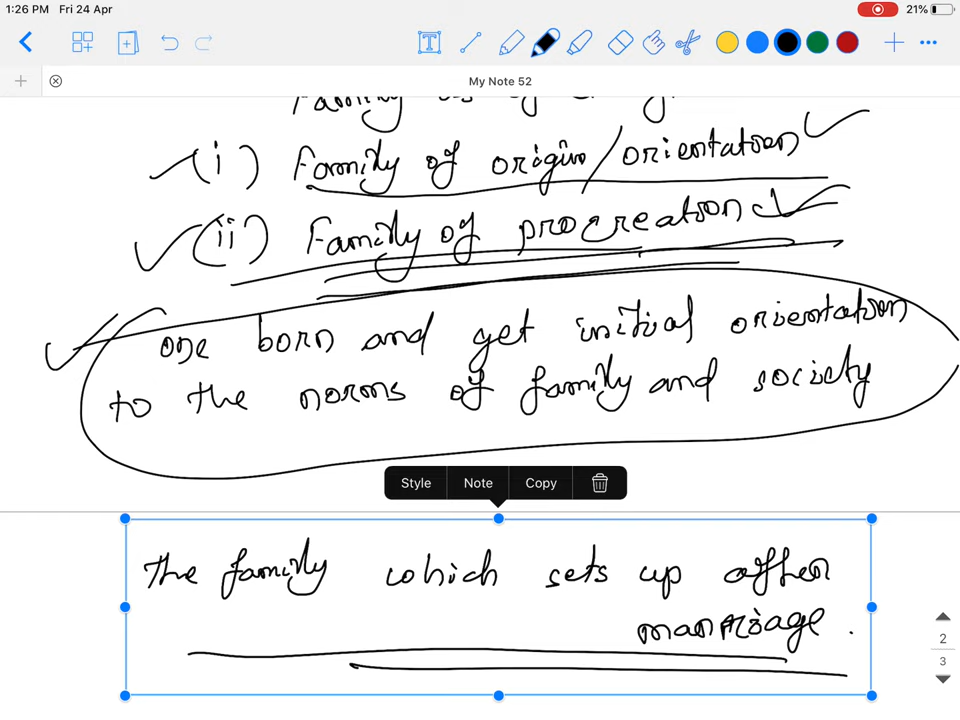 1:26 PM Fri 24 Apr 21%
My Note 52
Family
(i) Family of origin/orientation
(ii) Family of procreation
one born and get initial orientation
to the norms of family and society
Style Note Copy
the family which sets up after
marriage.
2
3